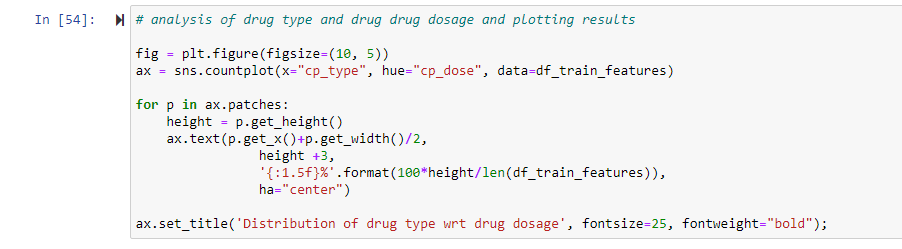 In [54]: # analysis of drug type and drug drug dosage and plotting results
fig = plt.figure(figsize=(10, 5))
ax = sns.countplot(x="cp_type", hue="cp_dose", data=df_train_features)
for p in ax.patches:
    height = p.get_height()
    ax.text(p.get_x()+p.get_width()/2,
                height +3,
                '{:1.5f}%'.format(100*height/len(df_train_features)),
                ha="center")
ax.set_title('Distribution of drug type wrt drug dosage', fontsize=25, fontweight="bold");